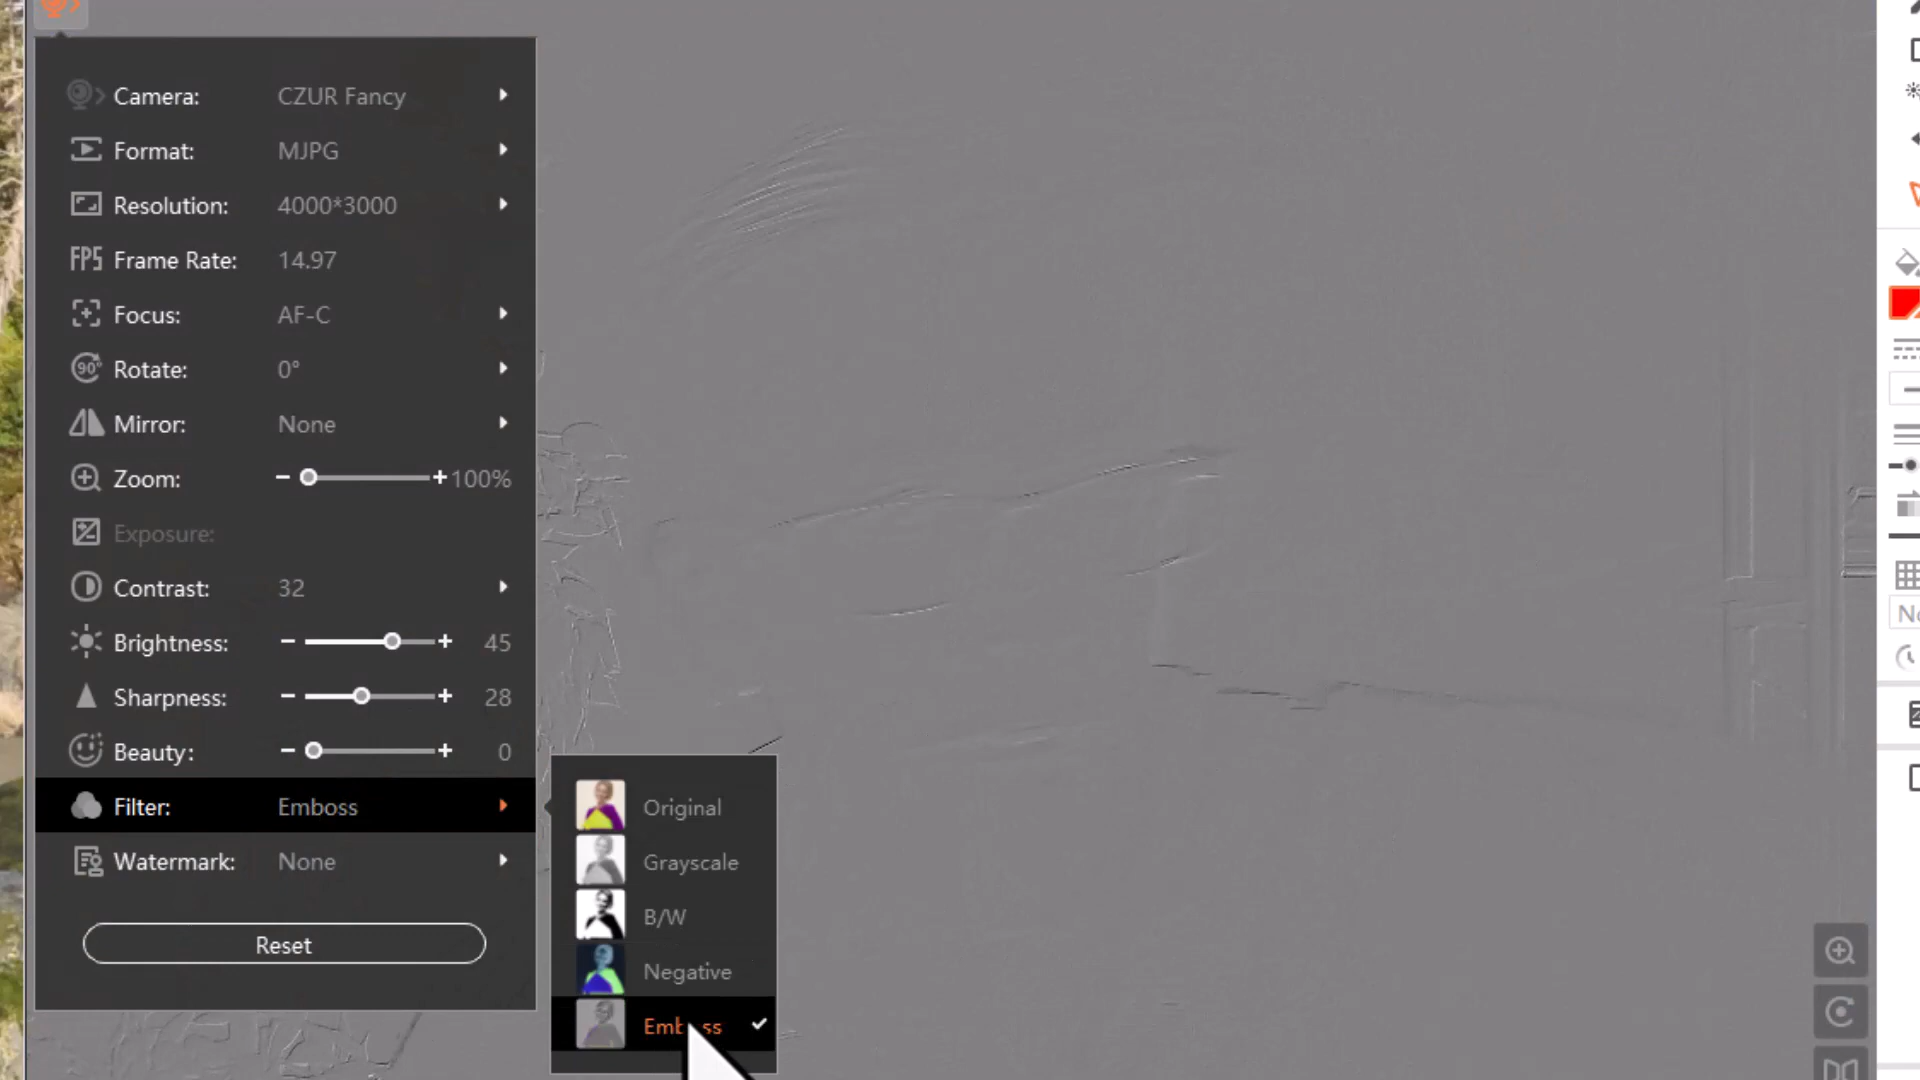 Camera: CZUR Fancy
Format: MJPG
Resolution: 4000*3000
FPS Frame Rate: 14.97
Focus: AF-C
90° Rotate: 0°
Mirror: None
Zoom: 100%
Exposure:
Contrast: 32
Brightness: 45
Sharpness: 28
Beauty: 0
Filter: Emboss
Watermark: None
Reset
Original
Grayscale
B/W
Negative
Emboss